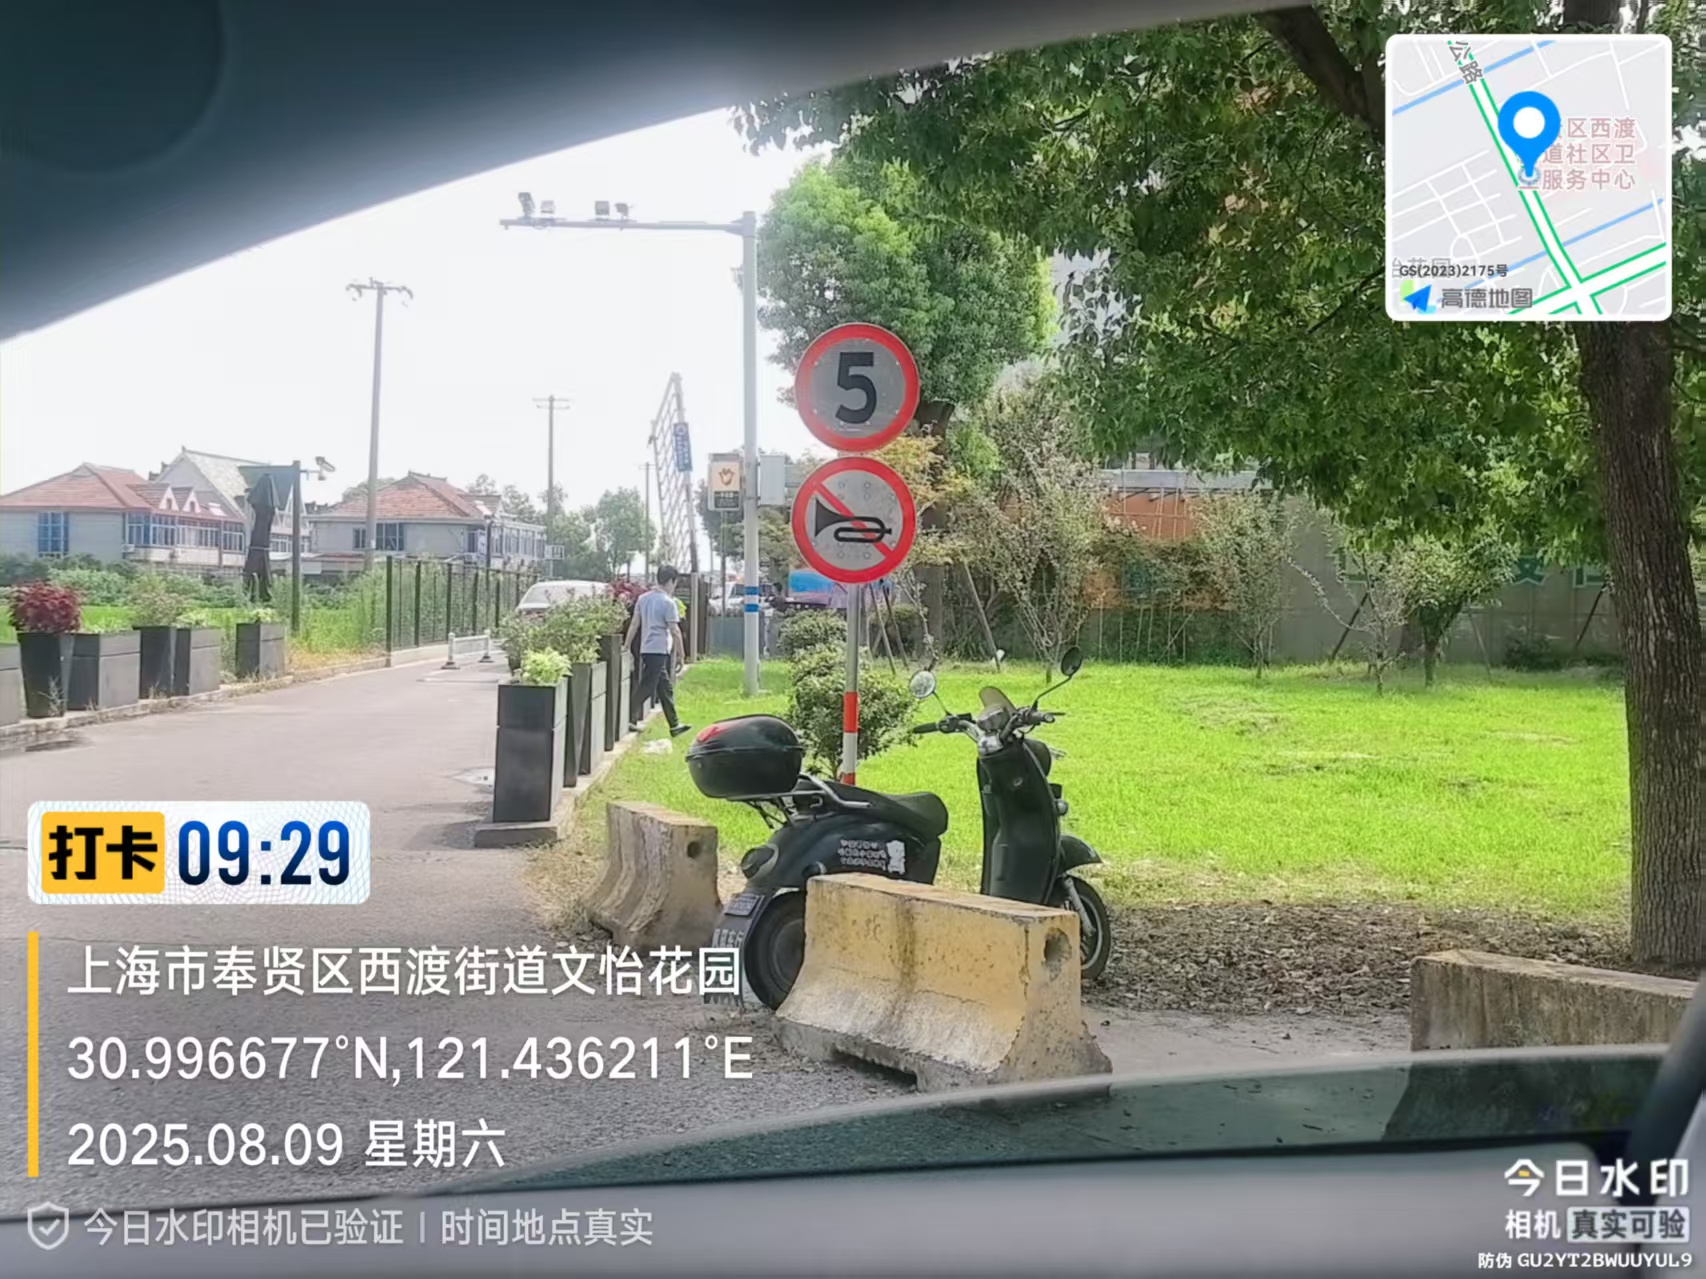 公路
区西渡
道社区卫
服务中心
GS(2023)2175号
高德地图
5
打卡 09:29
上海市奉贤区西渡街道文怡花园
30.996677°N,121.436211°E
2025.08.09 星期六
今日水印相机已验证 | 时间地点真实
今日水印
相机 真实可验
防伪 GU2YT2BWUUYUL9